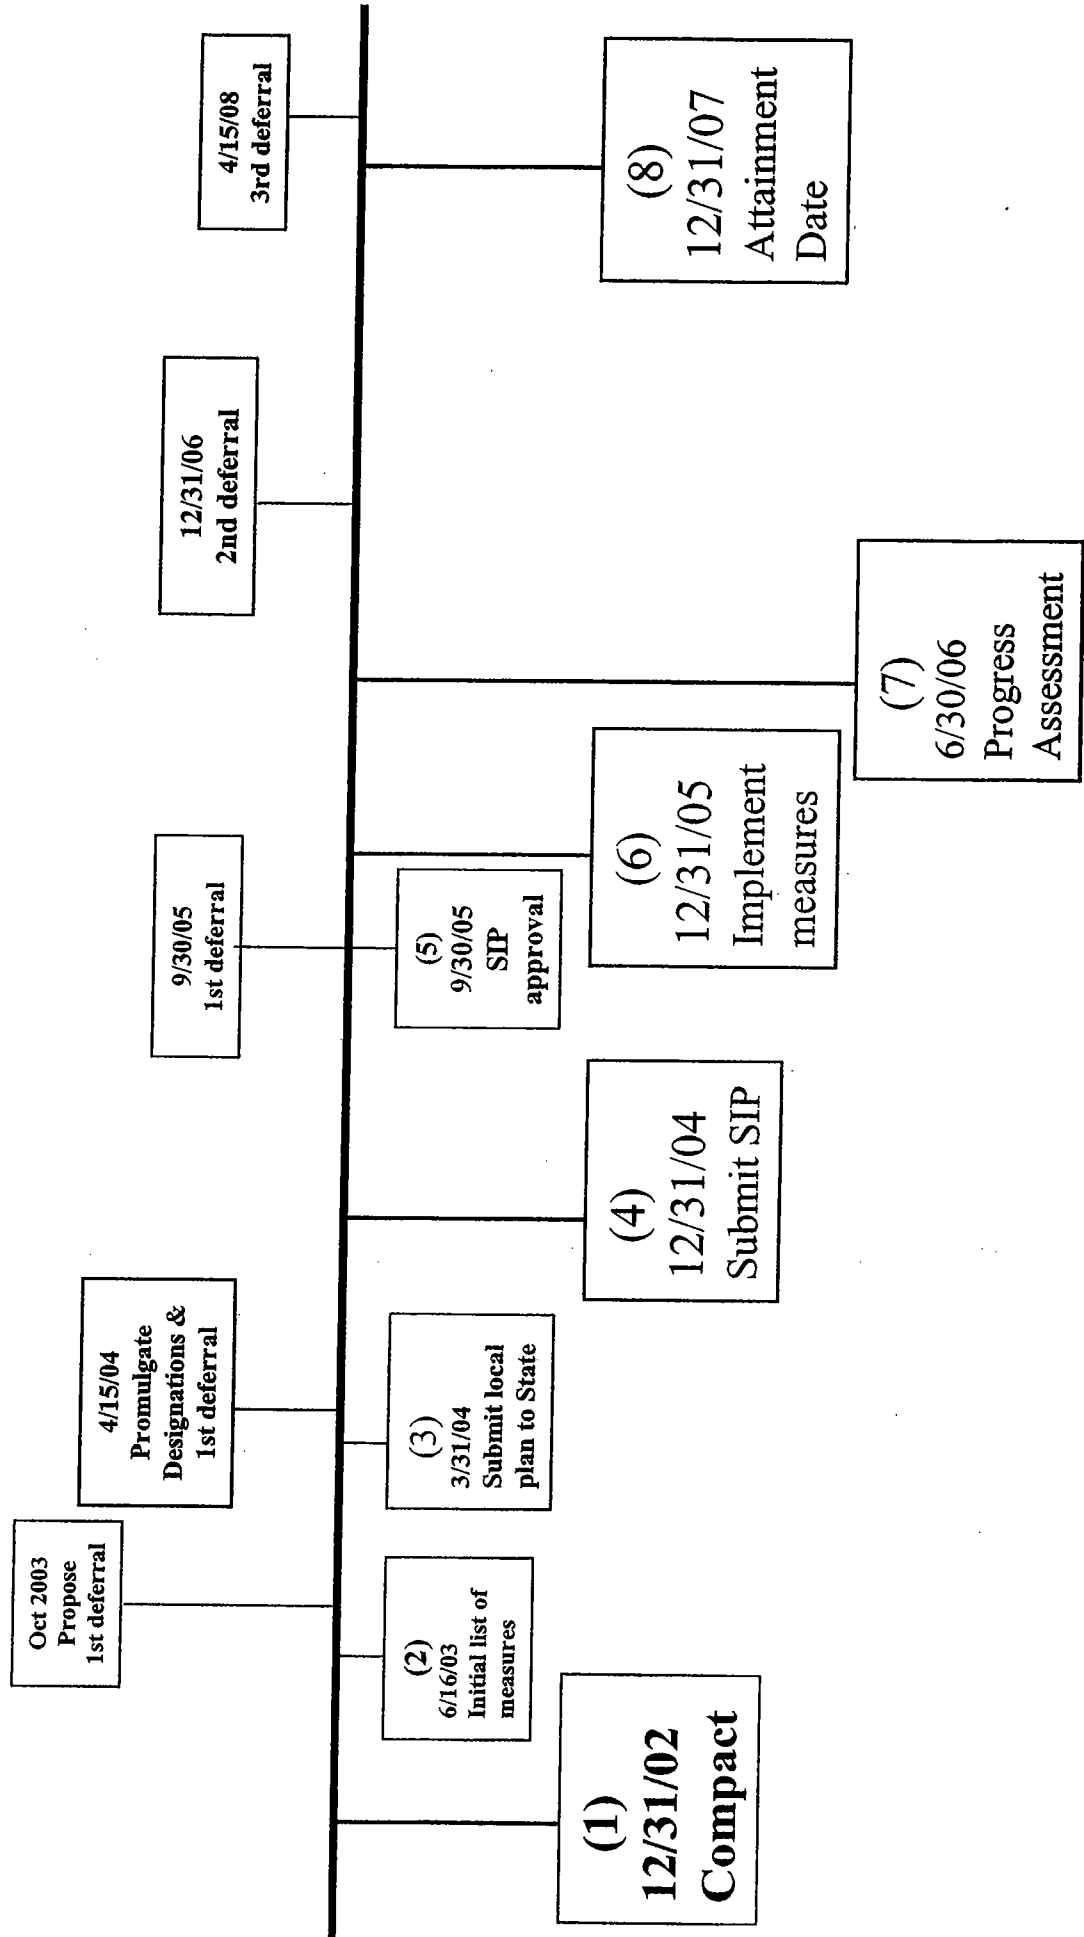 Oct 2003
Propose
1st deferral
4/15/04
Promulgate
Designations &
1st deferral
9/30/05
1st deferral
12/31/06
2nd deferral
4/15/08
3rd deferral
(1)
12/31/02
Compact
(2)
6/16/03
Initial list of
measures
(3)
3/31/04
Submit local
plan to State
(4)
12/31/04
Submit SIP
(5)
9/30/05
SIP
approval
(6)
12/31/05
Implement
measures
(7)
6/30/06
Progress
Assessment
(8)
12/31/07
Attainment
Date